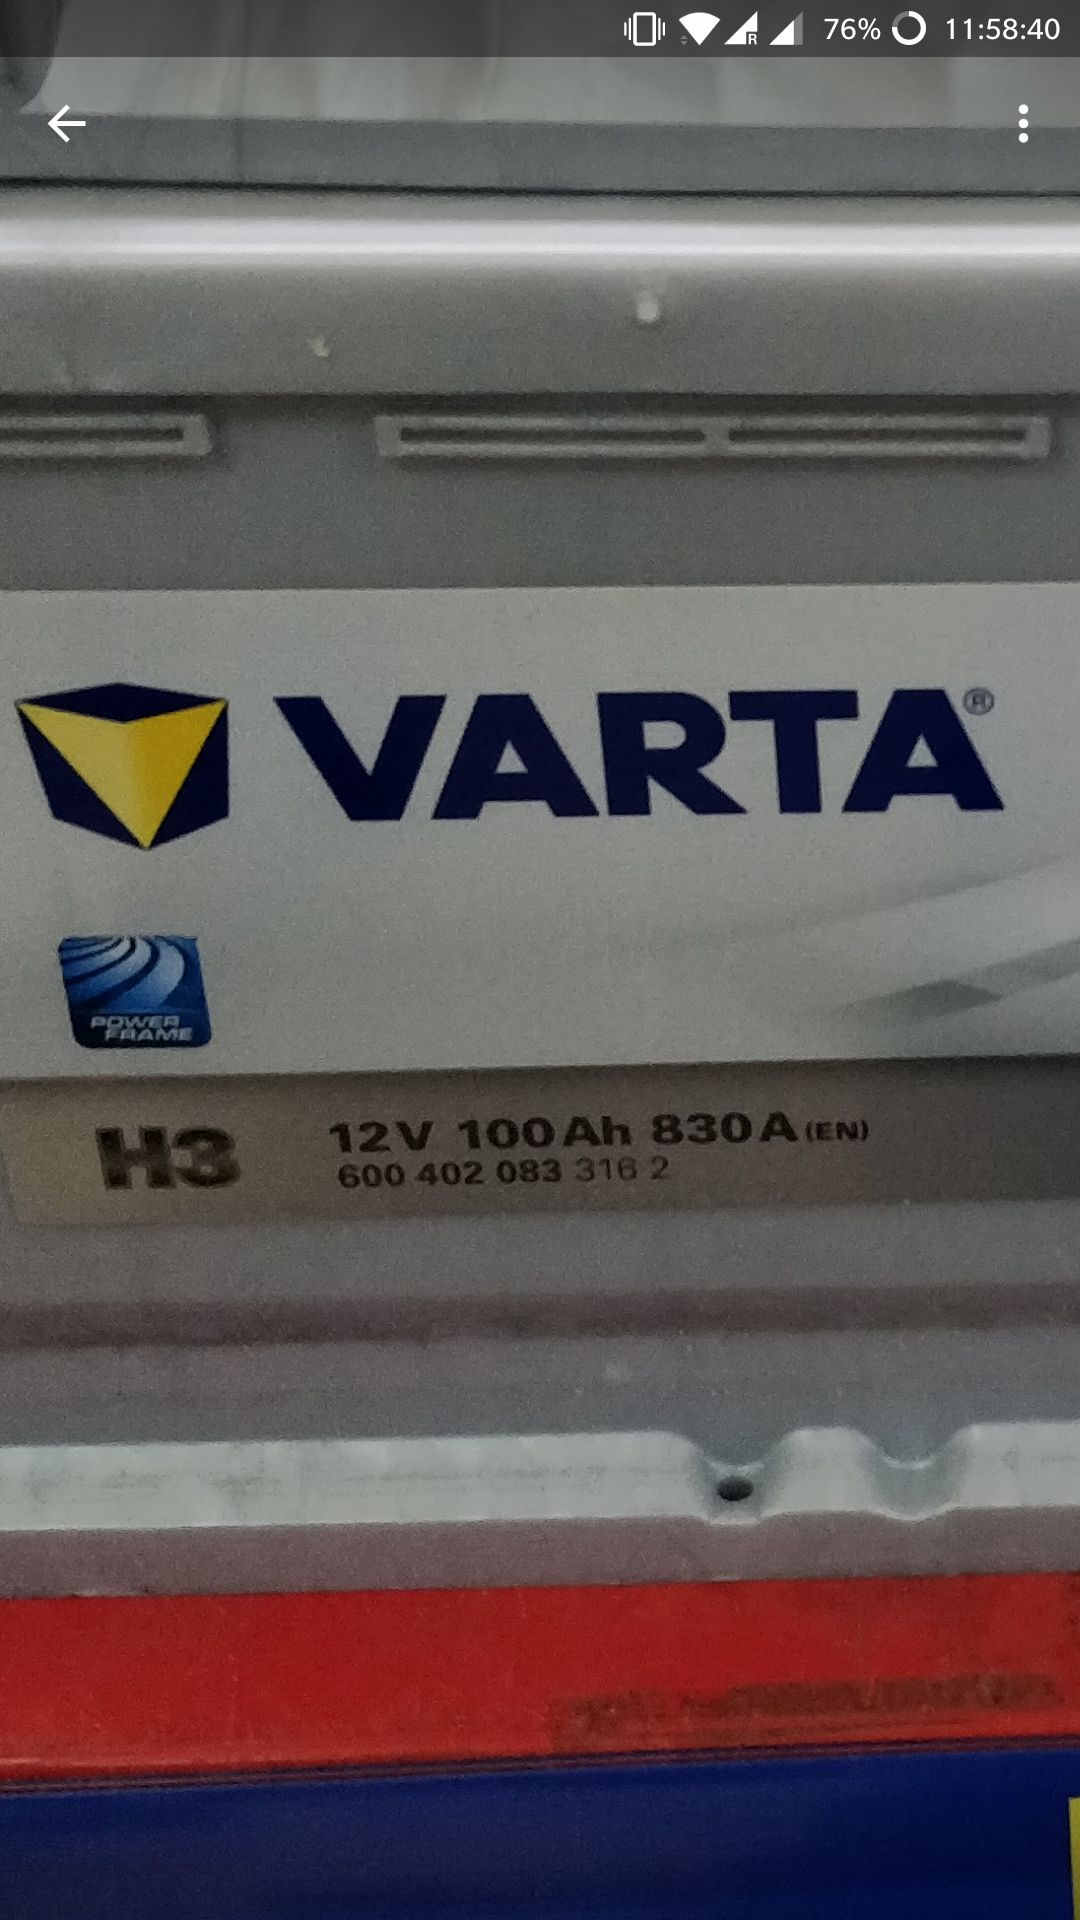 76% 11:58:40
VARTA®
POWER
FRAME
H3 12V 100Ah 830A (EN)
600 402 083 316 2